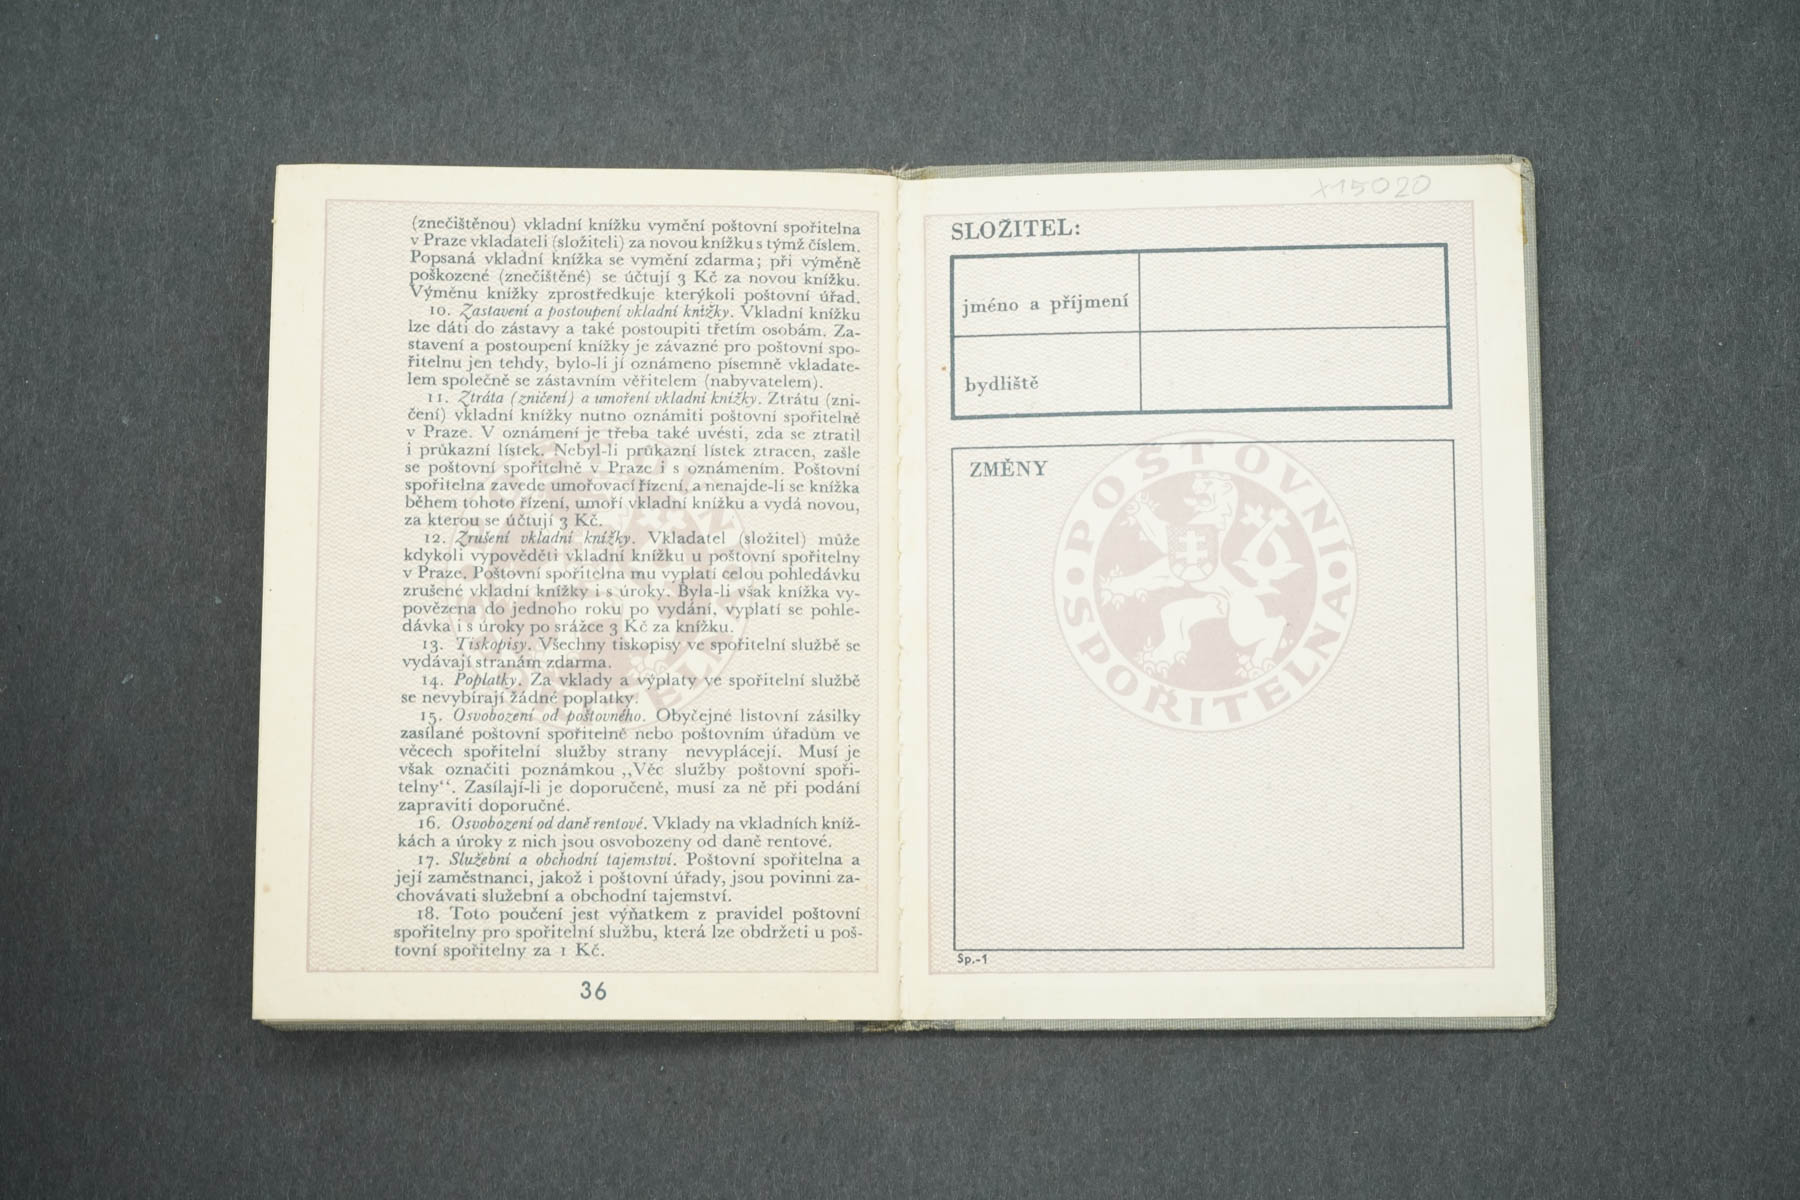 (znečištěnou) vkladní knížku vymění poštovní spořitelna
v Praze vkladateli (složiteli) za novou knížku s týmž číslem.
Popsaná vkladní knížka se vymění zdarma; při výměně
poškozené (znečištěné) se účtují 3 Kč za novou knížku.
Výměnu knížky zprostředkuje kterýkoli poštovní úřad.
10. Zastavení a postoupení vkladní knížky. Vkladní knížku
lze dáti do zástavy a také postoupiti třetím osobám. Za-
stavení a postoupení knížky je závazné pro poštovní spo-
řitelnu jen tehdy, bylo-li jí oznámeno písemně vkladate-
lem společně se zástavním věřitelem (nabyvatelem).
11. Ztráta (zničení) a umoření vkladní knížky. Ztrátu (zni-
čení) vkladní knížky nutno oznámiti poštovní spořitelně
v Praze. V oznámení je třeba také uvésti, zda se ztratil
i průkazní lístek. Nebyl-li průkazní lístek ztracen, zašle
se poštovní spořitelně v Praze i s oznámením. Poštovní
spořitelna zavede umořovací řízení, a nenajde-li se knížka
během tohoto řízení, umoří vkladní knížku a vydá novou,
za kterou se účtují 3 Kč.
12. Zrušení vkladní knížky. Vkladatel (složitel) může
kdykoli vypověděti vkladní knížku u poštovní spořitelny
v Praze. Poštovní spořitelna mu vyplatí celou pohledávku
zrušené vkladní knížky i s úroky. Byla-li však knížka vy-
povězena do jednoho roku po vydání, vyplatí se pohle-
dávka i s úroky po srážce 3 Kč za knížku.
13. Tiskopisy. Všechny tiskopisy ve spořitelní službě se
vydávají stranám zdarma.
14. Poplatky. Za vklady a výplaty ve spořitelní službě
se nevybírají žádné poplatky.
15. Osvobození od poštovného. Obyčejné listovní zásilky
zasílané poštovní spořitelně nebo poštovním úřadům ve
věcech spořitelní služby strany nevyplácejí. Musí je
však označiti poznámkou „Věc služby poštovní spoři-
telny“. Zasílají-li je doporučeně, musí za ně při podání
zapraviti doporučné.
16. Osvobození od daně rentové. Vklady na vkladních kníž-
kách a úroky z nich jsou osvobozeny od daně rentové.
17. Služební a obchodní tajemství. Poštovní spořitelna a
její zaměstnanci, jakož i poštovní úřady, jsou povinni za-
chovávati služební a obchodní tajemství.
18. Toto poučení jest výňatkem z pravidel poštovní
spořitelny pro spořitelní službu, která lze obdržeti u poš-
tovní spořitelny za 1 Kč.
36
x15020
SLOŽITEL:
jméno a příjmení
bydliště
ZMĚNY
POŠTOVNÍ
SPOŘITELNA
Sp.-1